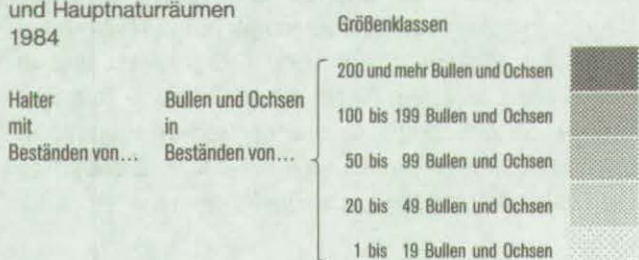 und Hauptnaturräumen
1984
Größenklassen
Halter
mit
Beständen von...
Bullen und Ochsen
in
Beständen von...
200 und mehr Bullen und Ochsen
100 bis 199 Bullen und Ochsen
50 bis 99 Bullen und Ochsen
20 bis 49 Bullen und Ochsen
1 bis 19 Bullen und Ochsen